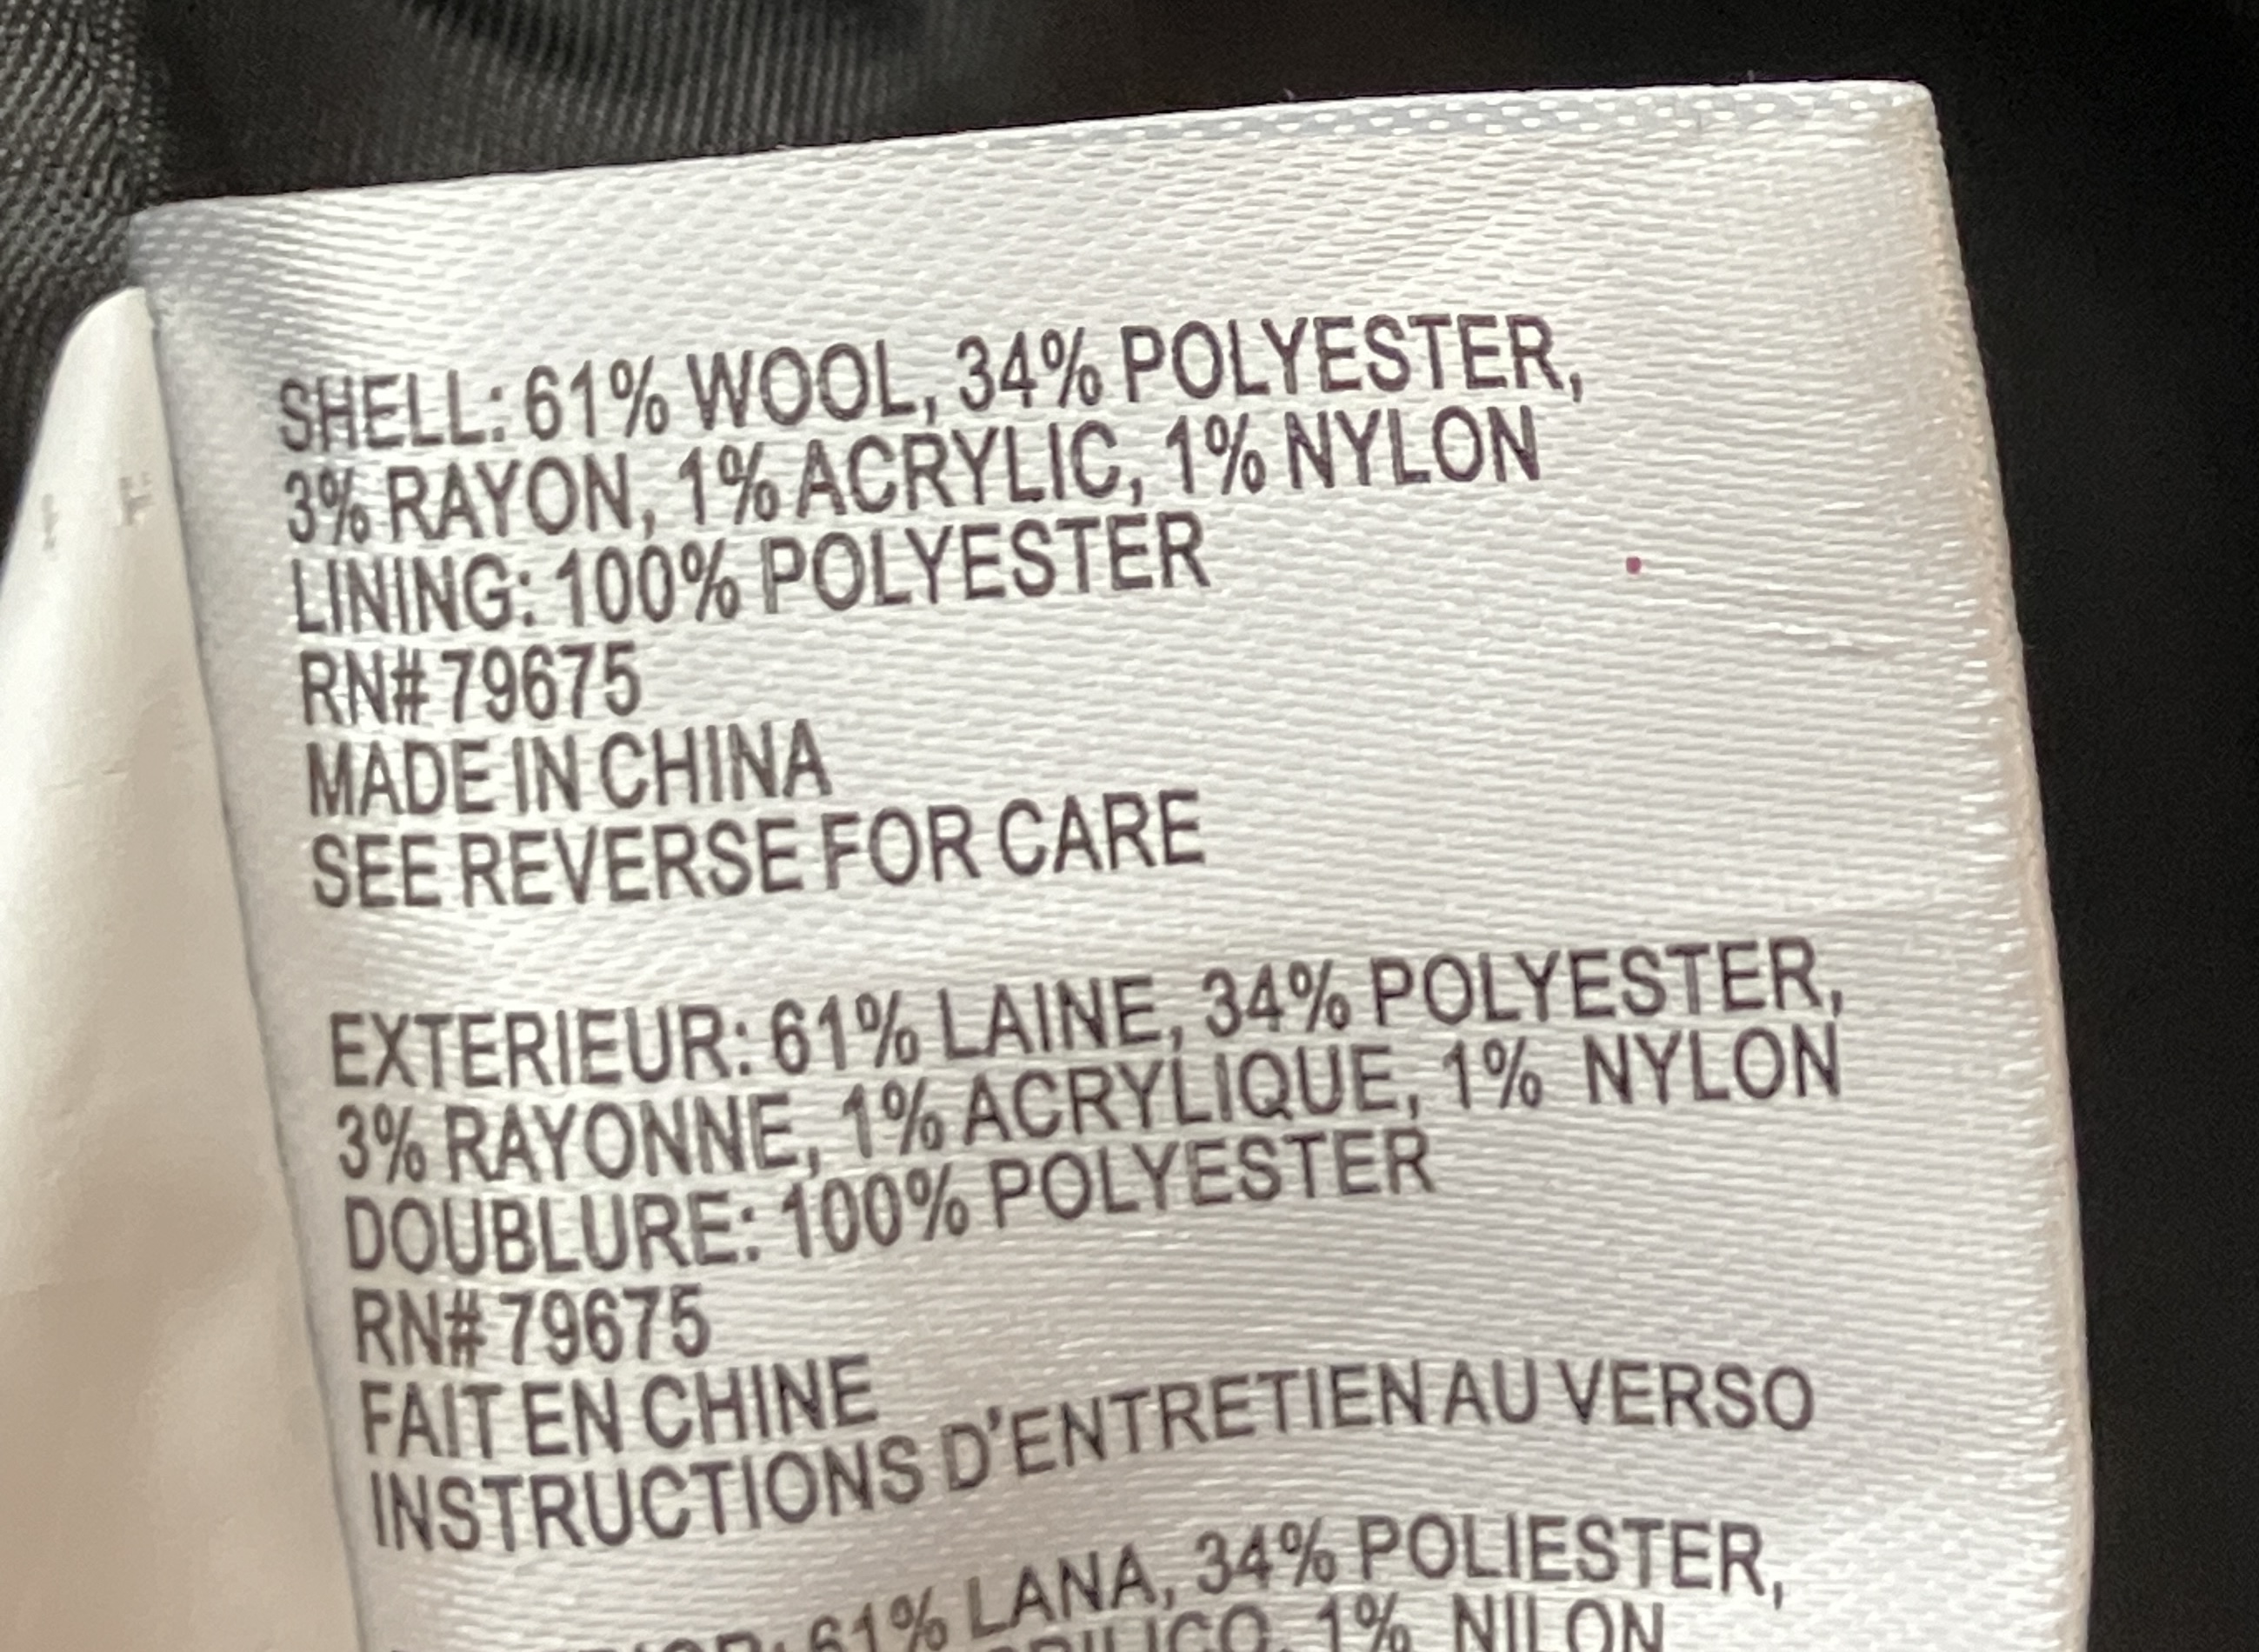 SHELL: 61% WOOL, 34% POLYESTER,
3% RAYON, 1% ACRYLIC, 1% NYLON
LINING: 100% POLYESTER
RN# 79675
MADE IN CHINA
SEE REVERSE FOR CARE
EXTERIEUR: 61% LAINE, 34% POLYESTER,
3% RAYONNE, 1% ACRYLIQUE, 1% NYLON
DOUBLURE: 100% POLYESTER
RN# 79675
FAIT EN CHINE
INSTRUCTIONS D'ENTRETIEN AU VERSO
61% LANA, 34% POLIESTER,
1% NILON